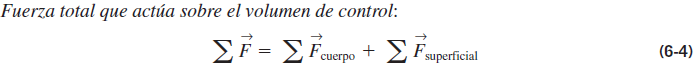 Fuerza total que actúa sobre el volumen de control:
∑ F⃗ = ∑ F⃗cuerpo + ∑ F⃗superficial (6-4)